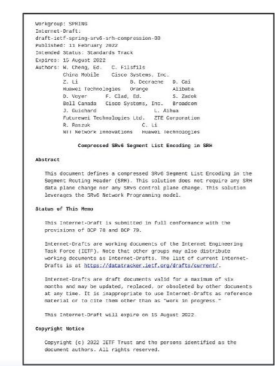 Workgroup: SPRING
Internet-Draft:
draft-ietf-spring-srv6-srh-compression-00
Published: 11 February 2022
Intended Status: Standards Track
Expires: 15 August 2022
Authors: W. Cheng, Ed. C. Filsfils
China Mobile Cisco Systems, Inc.
Z. Li B. Decraene D. Cai
Huawei Technologies Orange Alibaba
D. Voyer F. Clad, Ed. S. Zadok
Bell Canada Cisco Systems, Inc. Broadcom
J. Guichard L. Aihua
Futurewei Technologies Ltd. ZTE Corporation
R. Raszuk C. Li
NTT Network Innovations Huawei Technologies
Compressed SRv6 Segment List Encoding in SRH
Abstract
This document defines a compressed SRv6 Segment List Encoding in the
Segment Routing Header (SRH). This solution does not require any SRH
data plane change nor any SRv6 control plane change. This solution
leverages the SRv6 Network Programming model.
Status of This Memo
This Internet-Draft is submitted in full conformance with the
provisions of BCP 78 and BCP 79.
Internet-Drafts are working documents of the Internet Engineering
Task Force (IETF). Note that other groups may also distribute
working documents as Internet-Drafts. The list of current Internet-
Drafts is at https://datatracker.ietf.org/drafts/current/.
Internet-Drafts are draft documents valid for a maximum of six
months and may be updated, replaced, or obsoleted by other documents
at any time. It is inappropriate to use Internet-Drafts as reference
material or to cite them other than as "work in progress."
This Internet-Draft will expire on 15 August 2022.
Copyright Notice
Copyright (c) 2022 IETF Trust and the persons identified as the
document authors. All rights reserved.